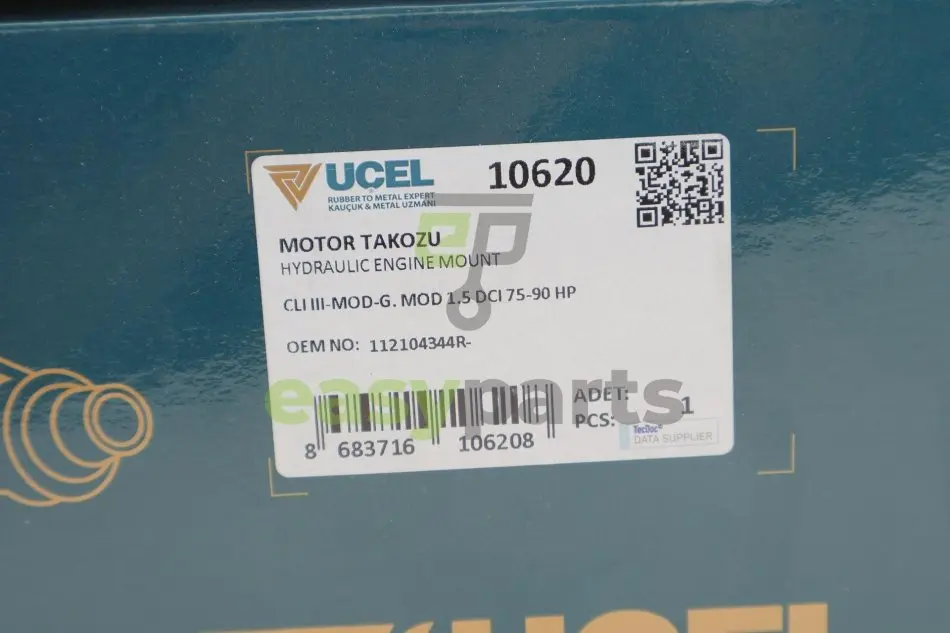 UCEL
RUBBER TO METAL EXPERT
KAUÇUK & METAL UZMANI
10620
MOTOR TAKOZU
HYDRAULIC ENGINE MOUNT
CLI III-MOD-G. MOD 1.5 DCI 75-90 HP
OEM NO: 112104344R-
easyparts
ADET:
PCS: 1
8 683716 106208
TecDoc®
DATA SUPPLIER